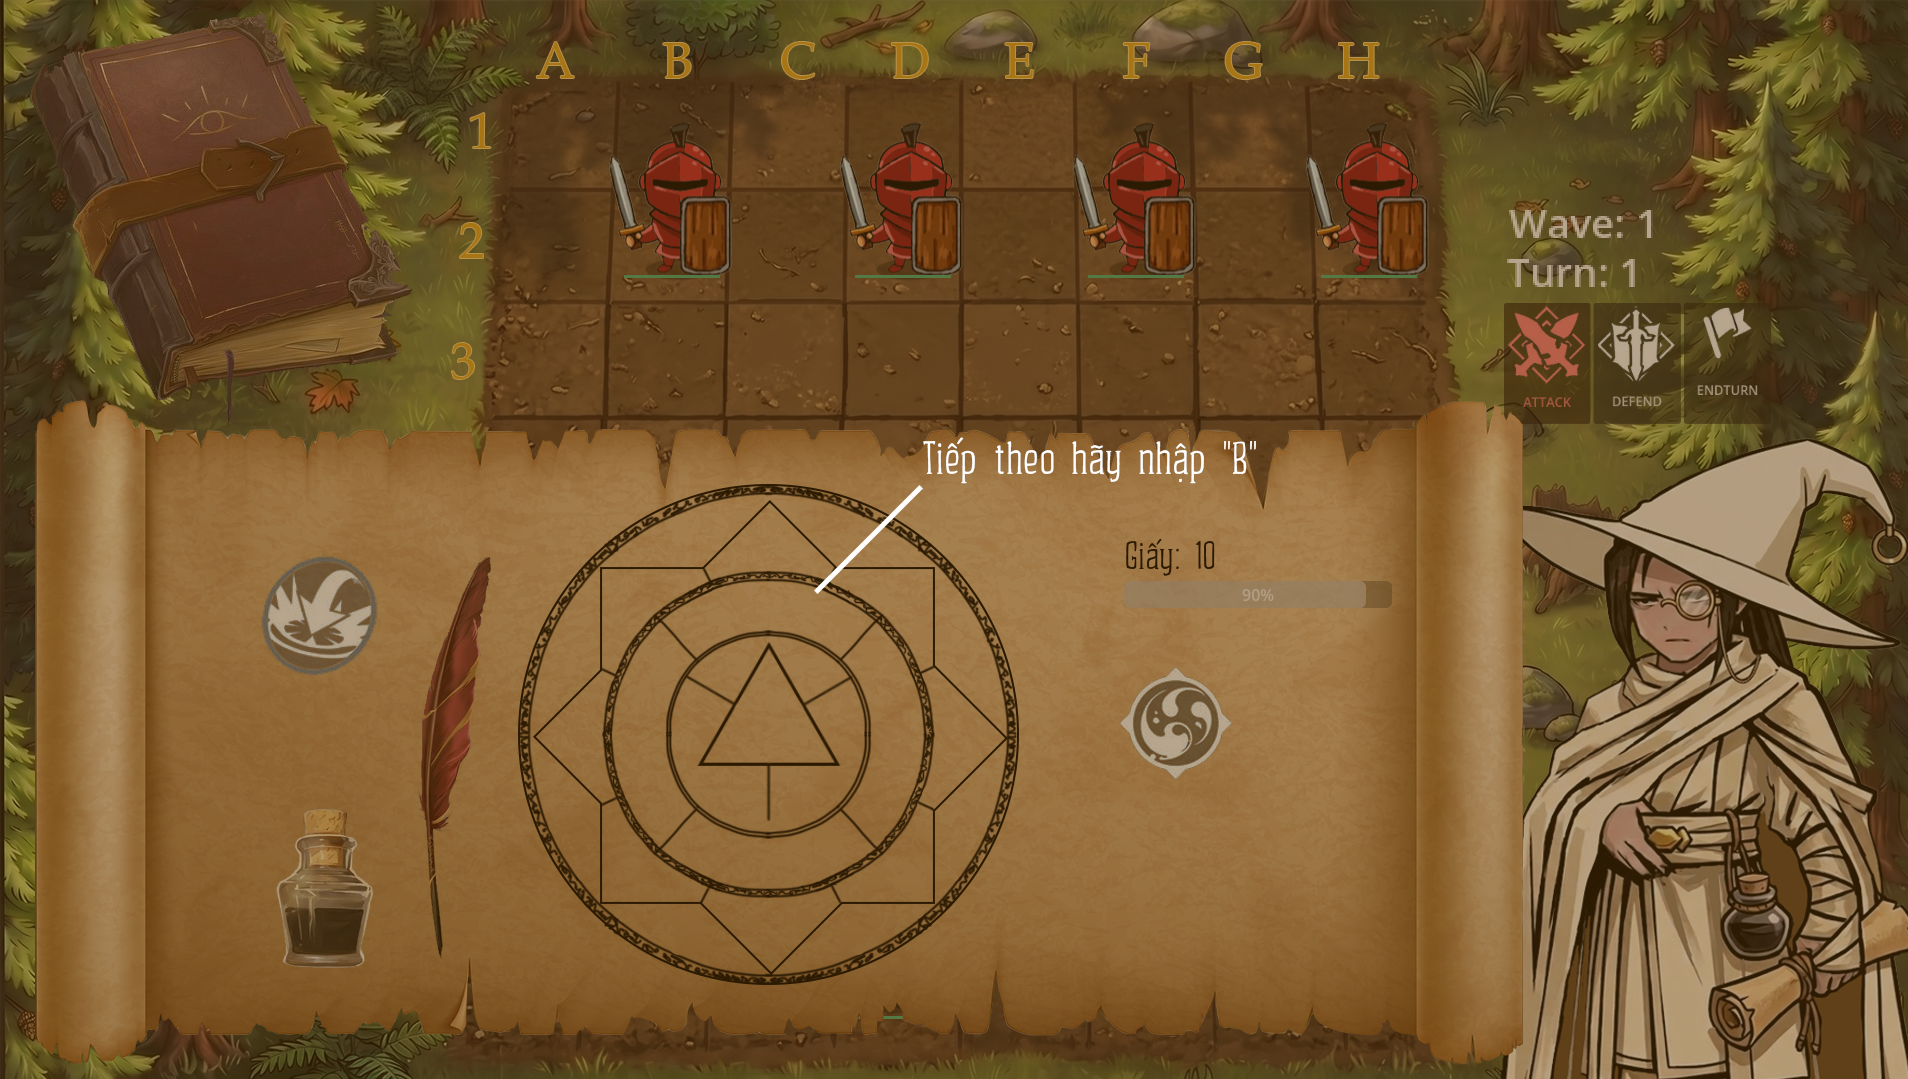 A B C D E F G H
1
2
3
Wave: 1
Turn: 1
ATTACK
DEFEND
ENDTURN
Tiếp theo hãy nhập "B"
Giấy: 10
90%